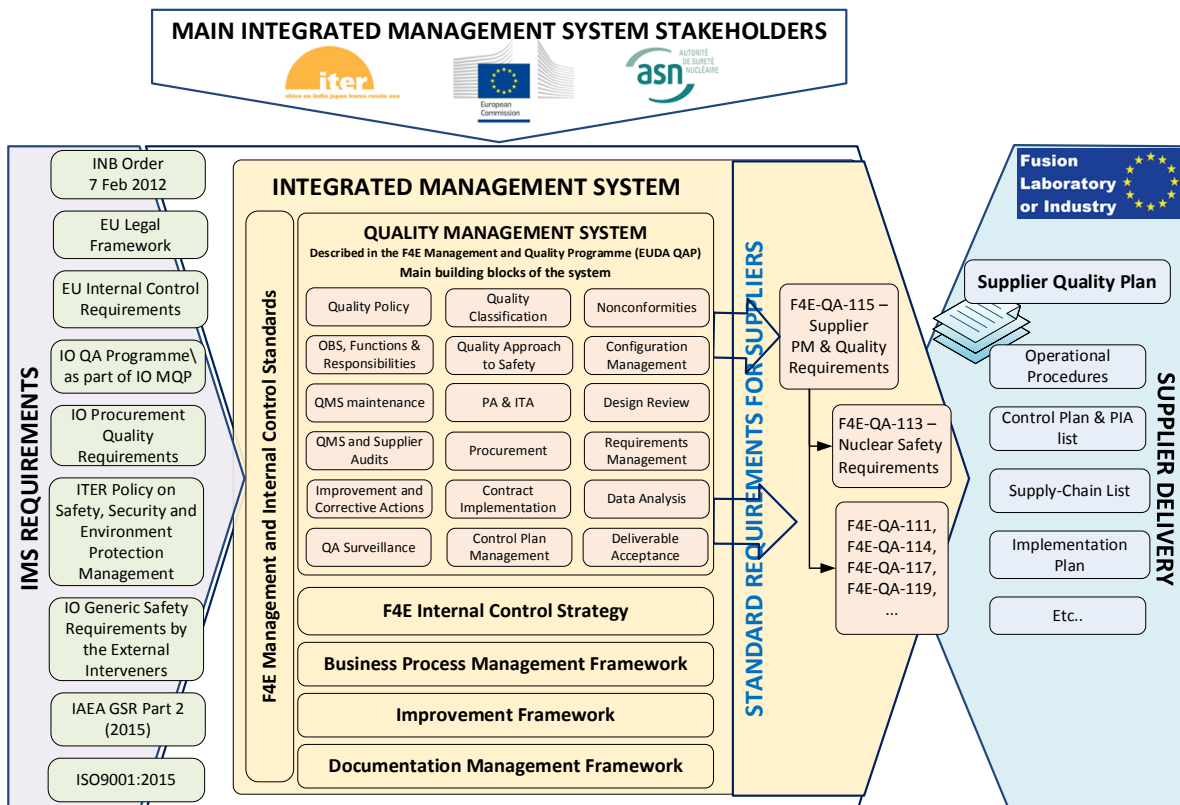 MAIN INTEGRATED MANAGEMENT SYSTEM STAKEHOLDERS
iter
china eu india japan korea russia usa
European
Commission
asn
AUTORITÉ
DE SURETÉ
NUCLÉAIRE
IMS REQUIREMENTS
INB Order
7 Feb 2012
EU Legal
Framework
EU Internal Control
Requirements
IO QA Programme\
as part of IO MQP
IO Procurement
Quality
Requirements
ITER Policy on
Safety, Security and
Environment
Protection
Management
IO Generic Safety
Requirements by
the External
Interveners
IAEA GSR Part 2
(2015)
ISO9001:2015
INTEGRATED MANAGEMENT SYSTEM
F4E Management and Internal Control Standards
QUALITY MANAGEMENT SYSTEM
Described in the F4E Management and Quality Programme (EUDA QAP)
Main building blocks of the system
Quality Policy
Quality
Classification
Nonconformities
OBS, Functions &
Responsibilities
Quality Approach
to Safety
Configuration
Management
QMS maintenance
PA & ITA
Design Review
QMS and Supplier
Audits
Procurement
Requirements
Management
Improvement and
Corrective Actions
Contract
Implementation
Data Analysis
QA Surveillance
Control Plan
Management
Deliverable
Acceptance
F4E Internal Control Strategy
Business Process Management Framework
Improvement Framework
Documentation Management Framework
STANDARD REQUIREMENTS FOR SUPPLIERS
F4E-QA-115 –
Supplier
PM & Quality
Requirements
F4E-QA-113 –
Nuclear Safety
Requirements
F4E-QA-111,
F4E-QA-114,
F4E-QA-117,
F4E-QA-119,
...
Fusion
Laboratory
or Industry
Supplier Quality Plan
Operational
Procedures
Control Plan & PIA
list
Supply-Chain List
Implementation
Plan
Etc..
SUPPLIER DELIVERY